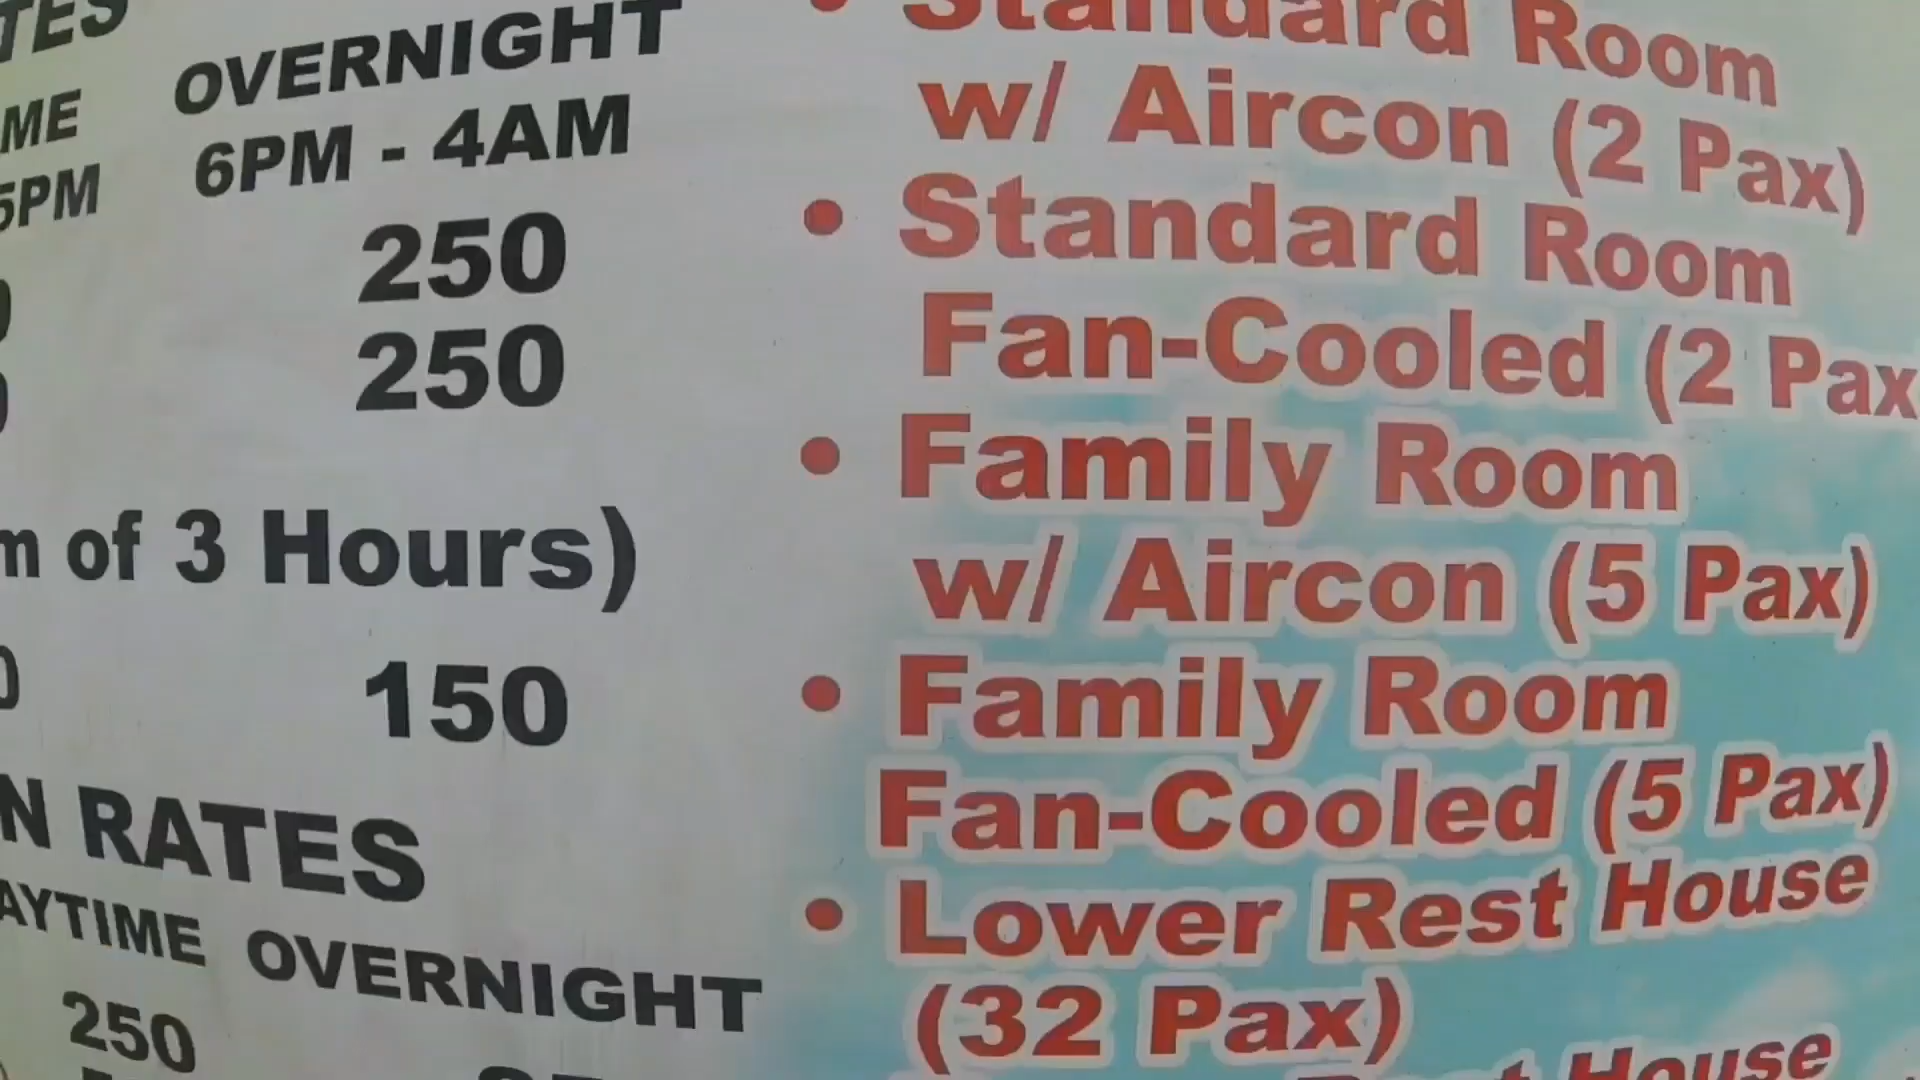 OVERNIGHT
6PM - 4AM
5PM
250
250
of 3 Hours)
150
RATES
OVERNIGHT
250
• Standard Room
w/ Aircon (2 Pax)
• Standard Room
Fan-Cooled (2 Pax
• Family Room
w/ Aircon (5 Pax)
• Family Room
Fan-Cooled (5 Pax)
• Lower Rest House
(32 Pax)
House